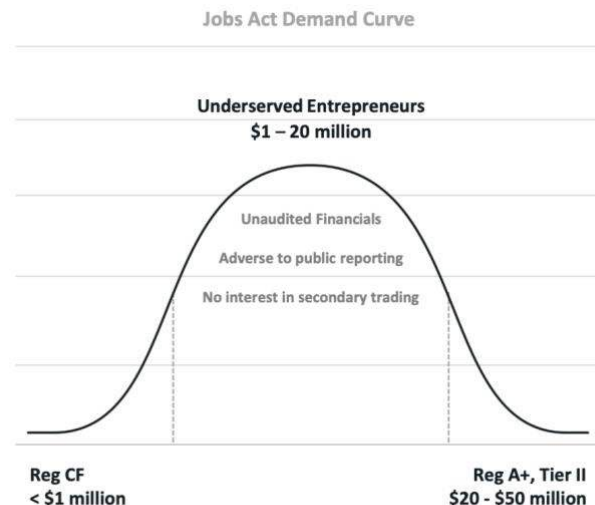 Jobs Act Demand Curve
Underserved Entrepreneurs
$1 – 20 million
Unaudited Financials
Adverse to public reporting
No interest in secondary trading
Reg CF
< $1 million
Reg A+, Tier II
$20 - $50 million